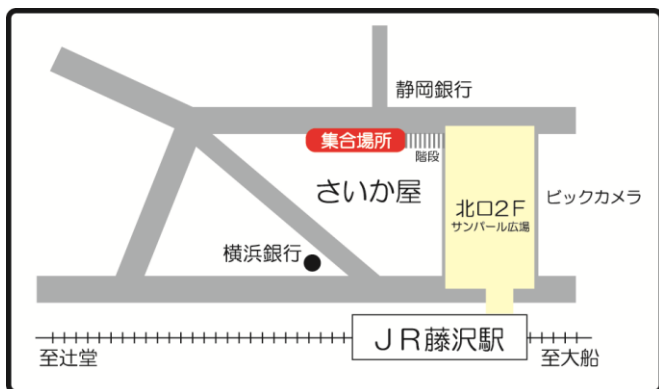 静岡銀行
集合場所
階段
さいか屋
北口2F
サンパール広場
ビックカメラ
横浜銀行
JR藤沢駅
至辻堂
至大船